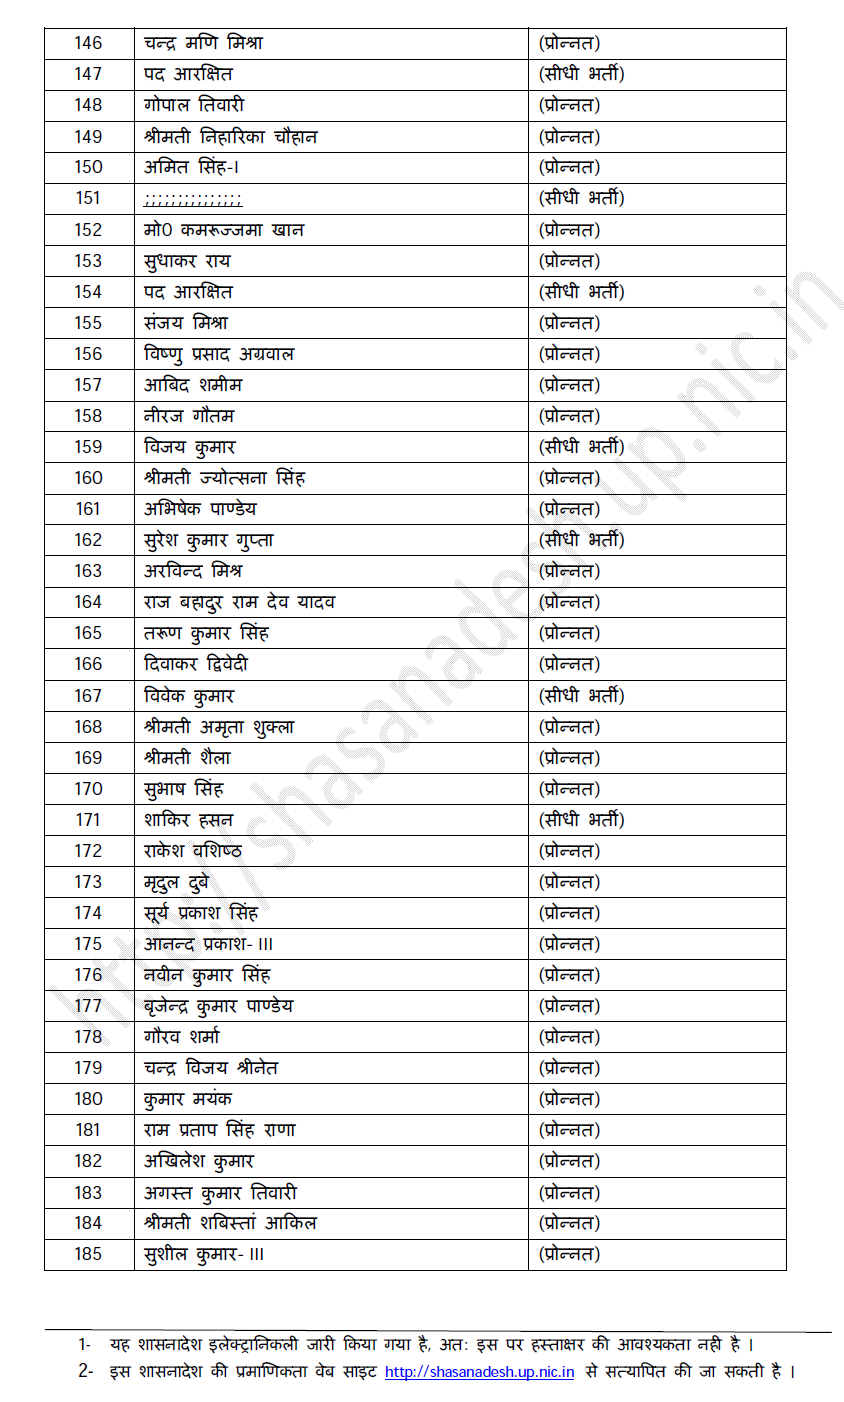 146 चन्द्र मणि मिश्रा (प्रोन्नत)
147 पद आरक्षित (सीधी भर्ती)
148 गोपाल तिवारी (प्रोन्नत)
149 श्रीमती निहारिका चौहान (प्रोन्नत)
150 अमित सिंह-I (प्रोन्नत)
151 ;;;;;;;;;;;;;;; (सीधी भर्ती)
152 मो0 कमरूज्जमा खान (प्रोन्नत)
153 सुधाकर राय (प्रोन्नत)
154 पद आरक्षित (सीधी भर्ती)
155 संजय मिश्रा (प्रोन्नत)
156 विष्णु प्रसाद अग्रवाल (प्रोन्नत)
157 आबिद शमीम (प्रोन्नत)
158 नीरज गौतम (प्रोन्नत)
159 विजय कुमार (सीधी भर्ती)
160 श्रीमती ज्योत्सना सिंह (प्रोन्नत)
161 अभिषेक पाण्डेय (प्रोन्नत)
162 सुरेश कुमार गुप्ता (सीधी भर्ती)
163 अरविन्द मिश्र (प्रोन्नत)
164 राज बहादुर राम देव यादव (प्रोन्नत)
165 तरूण कुमार सिंह (प्रोन्नत)
166 दिवाकर द्विवेदी (प्रोन्नत)
167 विवेक कुमार (सीधी भर्ती)
168 श्रीमती अमृता शुक्ला (प्रोन्नत)
169 श्रीमती शैला (प्रोन्नत)
170 सुभाष सिंह (प्रोन्नत)
171 शाकिर हसन (सीधी भर्ती)
172 राकेश वशिष्ठ (प्रोन्नत)
173 मृदुल दुबे (प्रोन्नत)
174 सूर्य प्रकाश सिंह (प्रोन्नत)
175 आनन्द प्रकाश- III (प्रोन्नत)
176 नवीन कुमार सिंह (प्रोन्नत)
177 बृजेन्द्र कुमार पाण्डेय (प्रोन्नत)
178 गौरव शर्मा (प्रोन्नत)
179 चन्द्र विजय श्रीनेत (प्रोन्नत)
180 कुमार मयंक (प्रोन्नत)
181 राम प्रताप सिंह राणा (प्रोन्नत)
182 अखिलेश कुमार (प्रोन्नत)
183 अगस्त कुमार तिवारी (प्रोन्नत)
184 श्रीमती शबिस्तां आकिल (प्रोन्नत)
185 सुशील कुमार- III (प्रोन्नत)
http://shasanadesh.up.nic.in
1- यह शासनादेश इलेक्ट्रानिकली जारी किया गया है, अतः इस पर हस्ताक्षर की आवश्यकता नही है ।
2- इस शासनादेश की प्रमाणिकता वेब साइट http://shasanadesh.up.nic.in से सत्यापित की जा सकती है ।